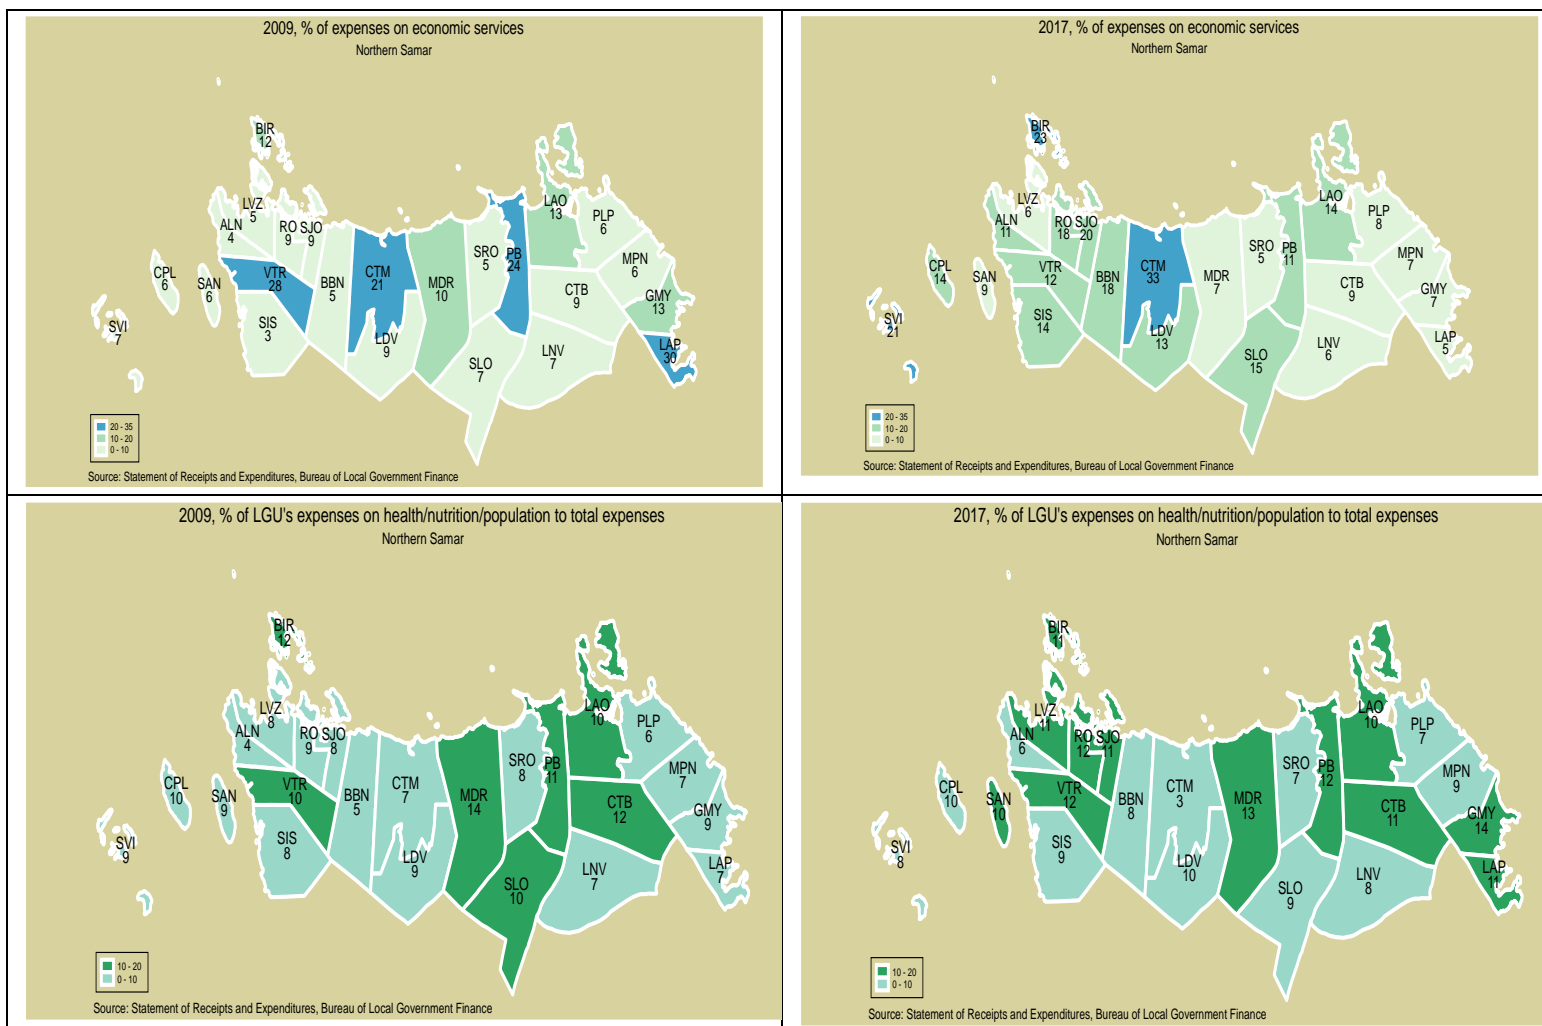 2009, % of expenses on economic services
Northern Samar
BIR
12
LVZ
5
ALN
4
RO
9
SJO
9
LAO
13
PLP
6
SRO
5
PB
24
MPN
6
CPL
6
SAN
6
VTR
28
BBN
5
CTM
21
MDR
10
CTB
9
GMY
13
SVI
7
SIS
3
LDV
9
SLO
7
LNV
7
LAP
30
20 - 35
10 - 20
0 - 10
Source: Statement of Receipts and Expenditures, Bureau of Local Government Finance
2017, % of expenses on economic services
Northern Samar
BIR
23
LVZ
6
ALN
11
RO
18
SJO
20
LAO
14
PLP
8
SRO
5
PB
11
MPN
7
CPL
14
SAN
9
VTR
12
BBN
18
CTM
33
MDR
7
CTB
9
GMY
7
SVI
21
SIS
14
LDV
13
SLO
15
LNV
6
LAP
5
20 - 35
10 - 20
0 - 10
Source: Statement of Receipts and Expenditures, Bureau of Local Government Finance
2009, % of LGU's expenses on health/nutrition/population to total expenses
Northern Samar
BIR
12
LVZ
8
ALN
4
RO
9
SJO
8
LAO
10
PLP
6
SRO
8
PB
11
MPN
7
CPL
10
SAN
9
VTR
10
BBN
5
CTM
7
MDR
14
CTB
12
GMY
9
SVI
9
SIS
8
LDV
9
SLO
10
LNV
7
LAP
7
10 - 20
0 - 10
Source: Statement of Receipts and Expenditures, Bureau of Local Government Finance
2017, % of LGU's expenses on health/nutrition/population to total expenses
Northern Samar
BIR
11
LVZ
11
ALN
6
RO
12
SJO
11
LAO
10
PLP
7
SRO
7
PB
12
MPN
9
CPL
10
SAN
10
VTR
12
BBN
8
CTM
3
MDR
13
CTB
11
GMY
14
SVI
8
SIS
9
LDV
10
SLO
9
LNV
8
LAP
11
10 - 20
0 - 10
Source: Statement of Receipts and Expenditures, Bureau of Local Government Finance